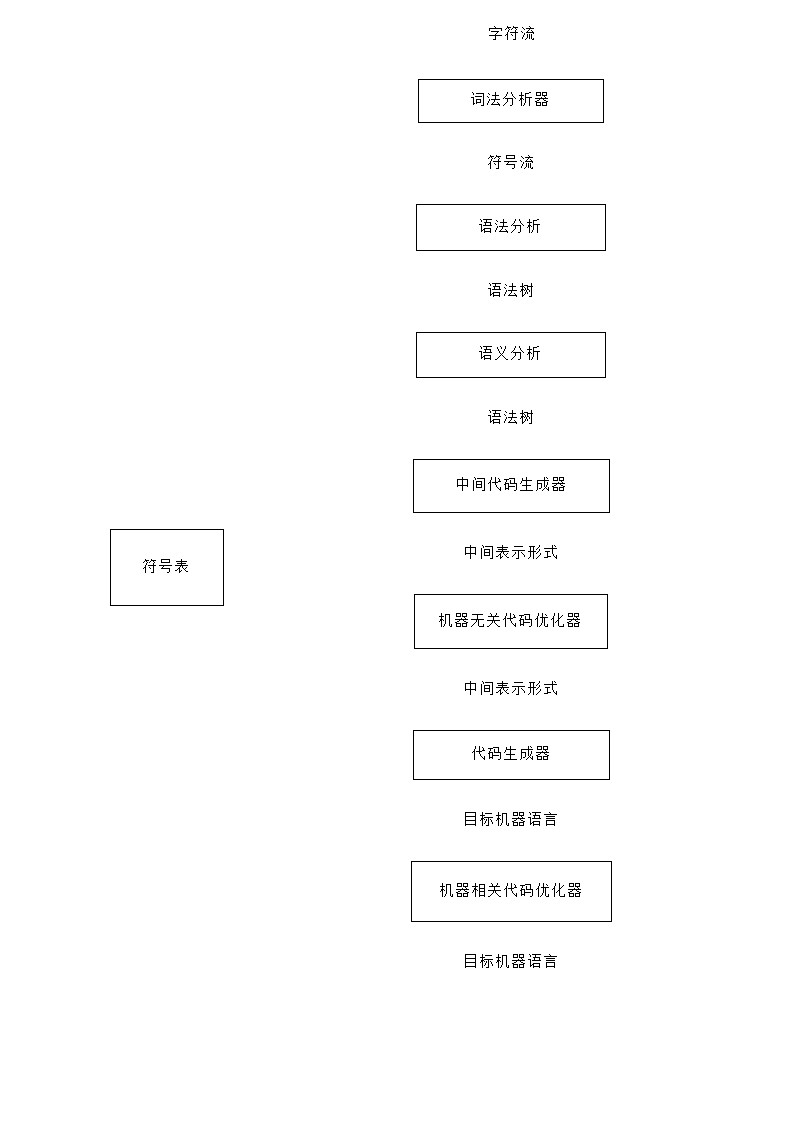 字符流
词法分析器
符号流
语法分析
语法树
语义分析
语法树
中间代码生成器
符号表
中间表示形式
机器无关代码优化器
中间表示形式
代码生成器
目标机器语言
机器相关代码优化器
目标机器语言